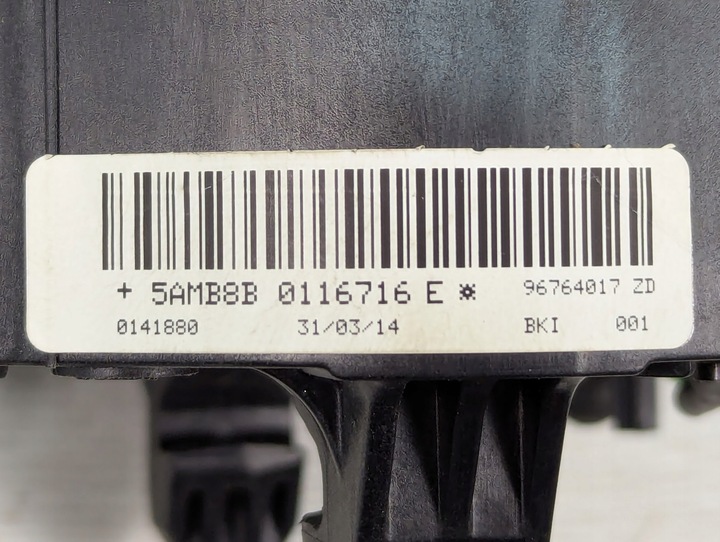 + 5AMB8B 0116716 E ✲ 96764017 ZD
0141880 31/03/14 BKI 001